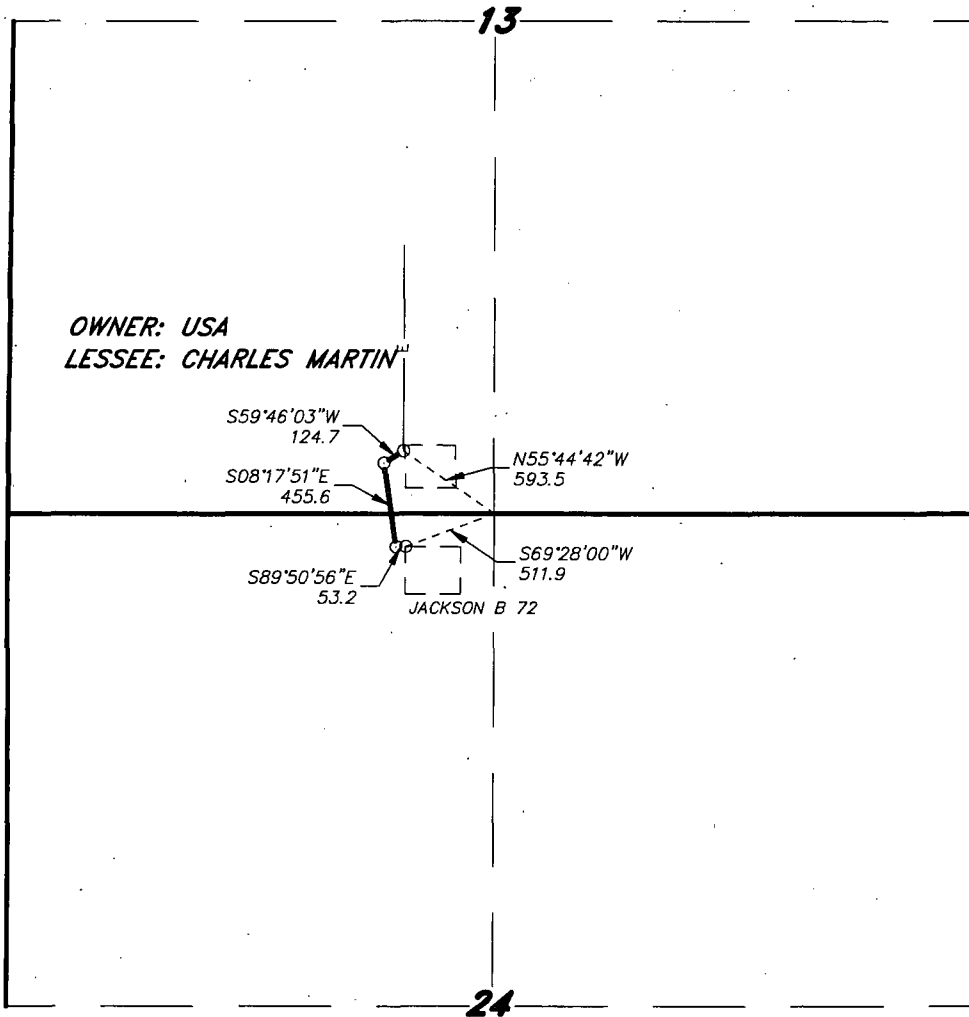 13
OWNER: USA
LESSEE: CHARLES MARTIN
S59°46'03"W
124.7
N55°44'42"W
593.5
S08°17'51"E
455.6
S69°28'00"W
511.9
S89°50'56"E
53.2
JACKSON B 72
24